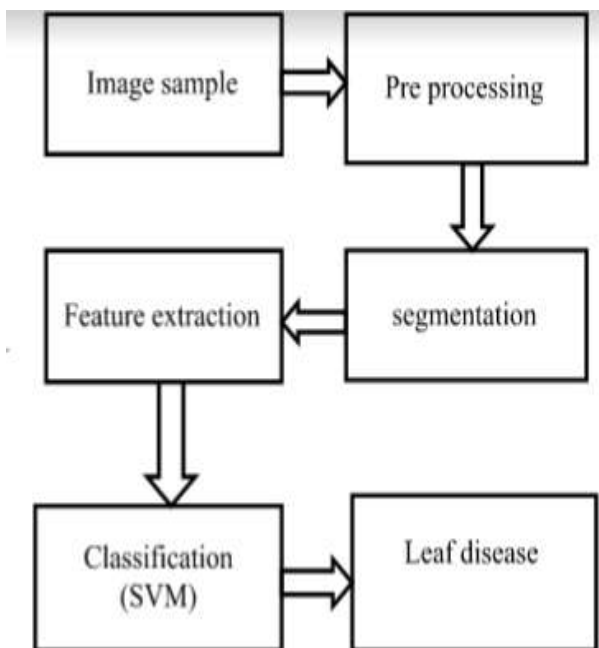 Image sample
Pre processing
segmentation
Feature extraction
Classification
(SVM)
Leaf disease